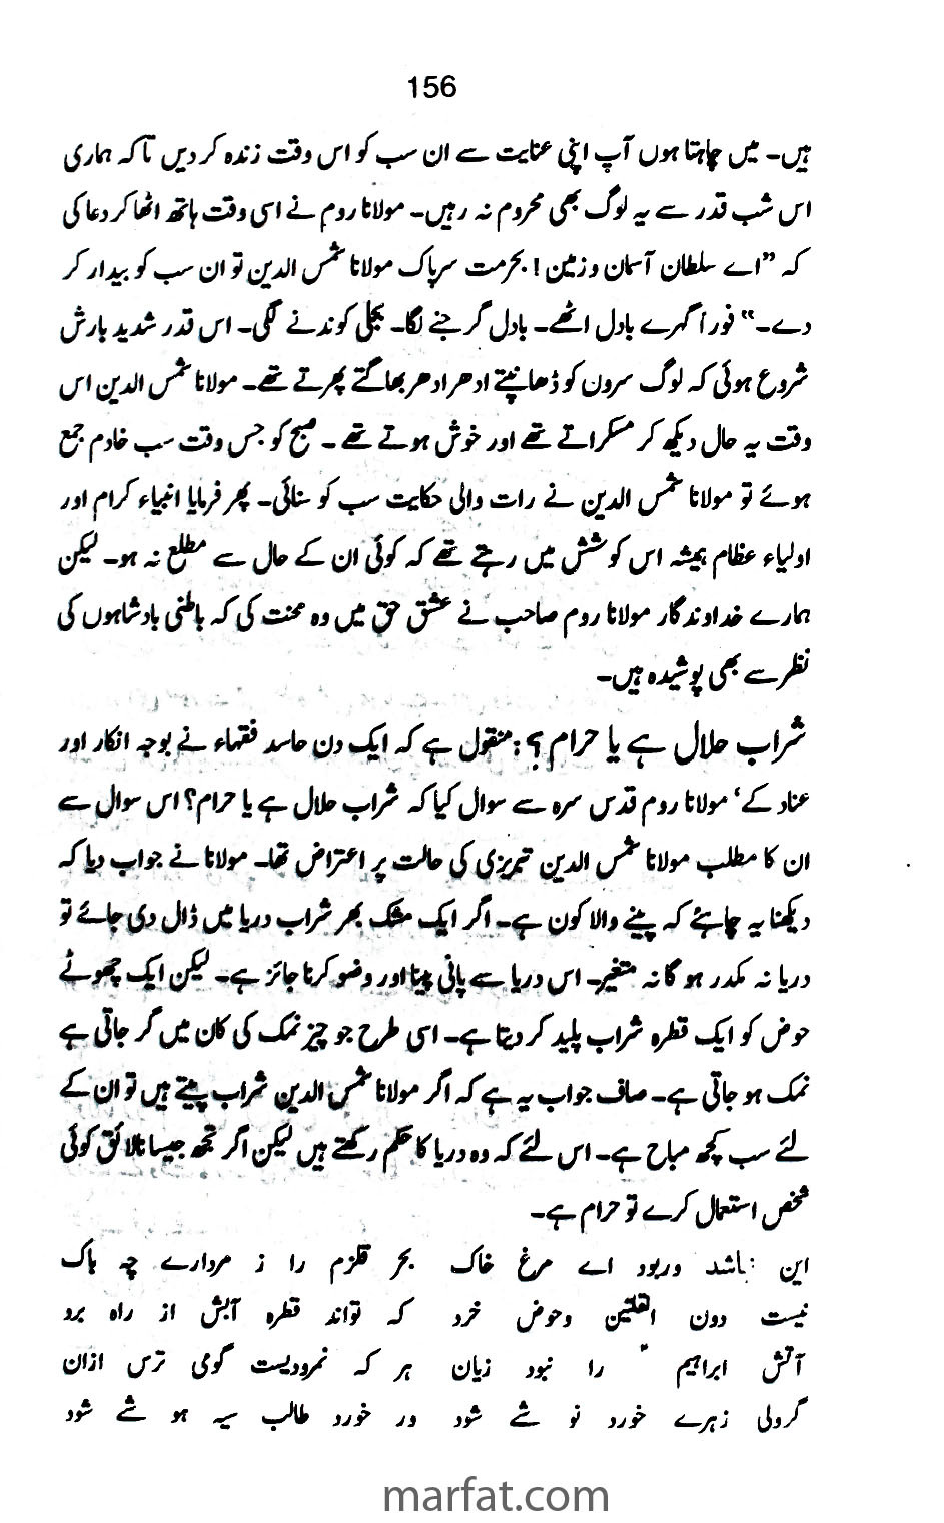 156
ہیں۔ میں چاہتا ہوں آپ اپنی عنایت سے ان سب کو اس وقت زندہ کر دیں تاکہ ہماری
اس شب قدر سے یہ لوگ بھی محروم نہ رہیں۔ مولانا روم نے اسی وقت ہاتھ اٹھا کر دعا کی
کہ ”اے سلطان آسمان و زمین! بحرمت سرپاک مولانا شمس الدین تو ان سب کو بیدار کر
دے۔“ فوراً گہرے بادل اٹھے۔ بادل گرجنے لگا۔ بجلی کوندنے لگی۔ اس قدر شدید بارش
شروع ہوئی کہ لوگ سروں کو ڈھانپتے ادھر ادھر بھاگتے پھرتے تھے۔ مولانا شمس الدین اس
وقت یہ حال دیکھ کر مسکراتے تھے اور خوش ہوتے تھے۔ صبح کو جس وقت سب خادم جمع
ہوئے تو مولانا شمس الدین نے رات والی حکایت سب کو سنائی۔ پھر فرمایا انبیاء کرام اور
اولیاء عظام ہمیشہ اس کوشش میں رہتے تھے کہ کوئی ان کے حال سے مطلع نہ ہو۔ لیکن
ہمارے خداوندگار مولانا روم صاحب نے عشق حق میں وہ محنت کی کہ باطنی بادشاہوں کی
نظر سے بھی پوشیدہ ہیں۔
شراب حلال ہے یا حرام ؟: منقول ہے کہ ایک دن حاسد فقہاء نے بوجہ انکار اور
عناد کے‘ مولانا روم قدس سرہ سے سوال کیا کہ شراب حلال ہے یا حرام؟ اس سوال سے
ان کا مطلب مولانا شمس الدین تبریزی کی حالت پر اعتراض تھا۔ مولانا نے جواب دیا کہ
دیکھنا یہ چاہئے کہ پینے والا کون ہے۔ اگر ایک مشک بھر شراب دریا میں ڈال دی جائے تو
دریا نہ مکدر ہو گا نہ متغیر۔ اس دریا سے پانی پینا اور وضو کرنا جائز ہے۔ لیکن ایک چھوٹے
حوض کو ایک قطرہ شراب پلید کر دیتا ہے۔ اسی طرح جو چیز نمک کی کان میں گر جاتی ہے
نمک ہو جاتی ہے۔ صاف جواب یہ ہے کہ اگر مولانا شمس الدین شراب پیتے ہیں تو ان کے
لئے سب کچھ مباح ہے۔ اس لئے کہ وہ دریا کا حکم رکھتے ہیں لیکن اگر تجھ جیسا نالائق کوئی
شخص استعمال کرے تو حرام ہے۔
این نباشد وربود اے مرغ خاک بحر قلزم را ز مردارے چہ باک
نیست دون القلتین وحوض خرد کہ تواند قطرہ آبش از راہ برد
آتش ابراہیم را نبود زیان ہر کہ نمرودیست گومی ترس ازان
گرولی زہرے خورد نو شے شود ور خورد طالب سیہ ہو شے شود
marfat.com